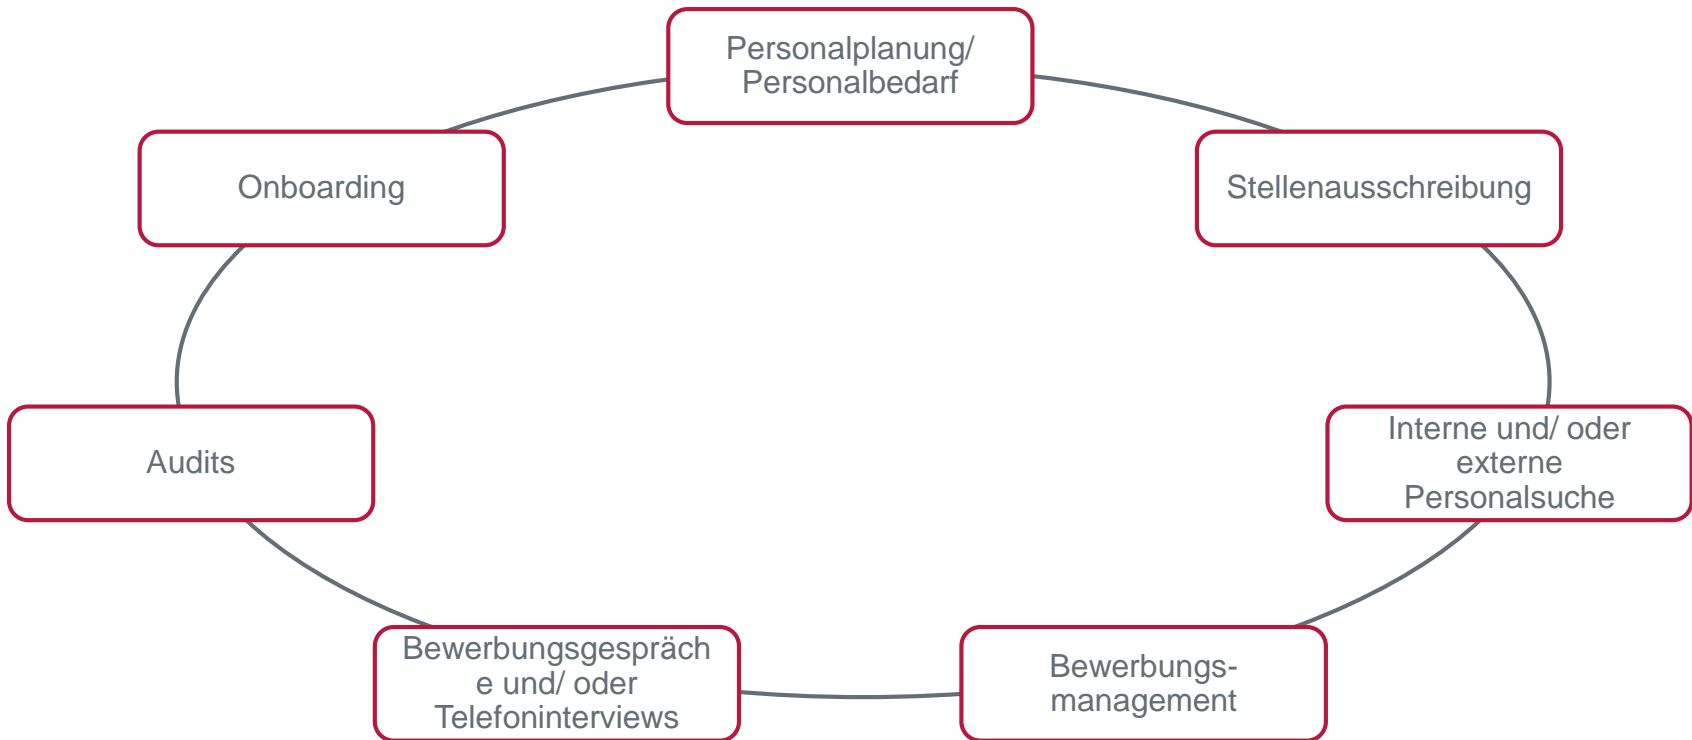 Personalplanung/
Personalbedarf
Stellenausschreibung
Interne und/ oder
externe
Personalsuche
Bewerbungs-
management
Bewerbungsgespräch
e und/ oder
Telefoninterviews
Audits
Onboarding